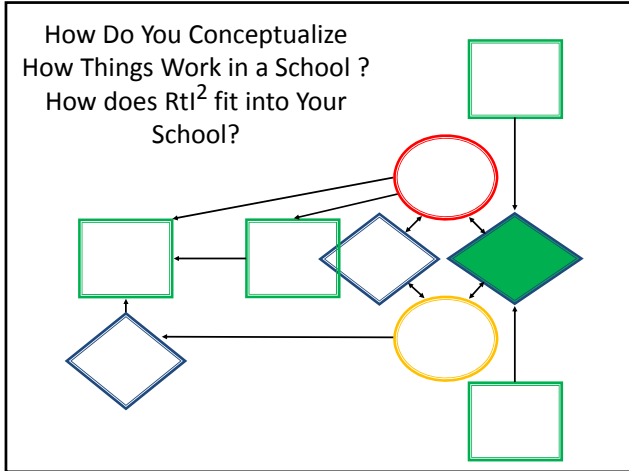 How Do You Conceptualize
How Things Work in a School ?
How does RtI² fit into Your
School?